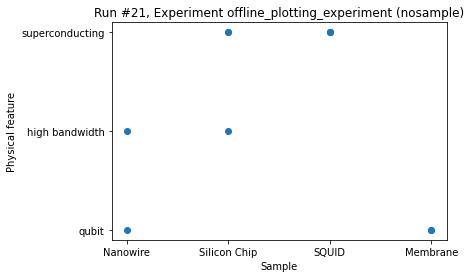 Run #21, Experiment offline_plotting_experiment (nosample)
superconducting
high bandwidth
qubit
Physical feature
Nanowire Silicon Chip SQUID Membrane
Sample